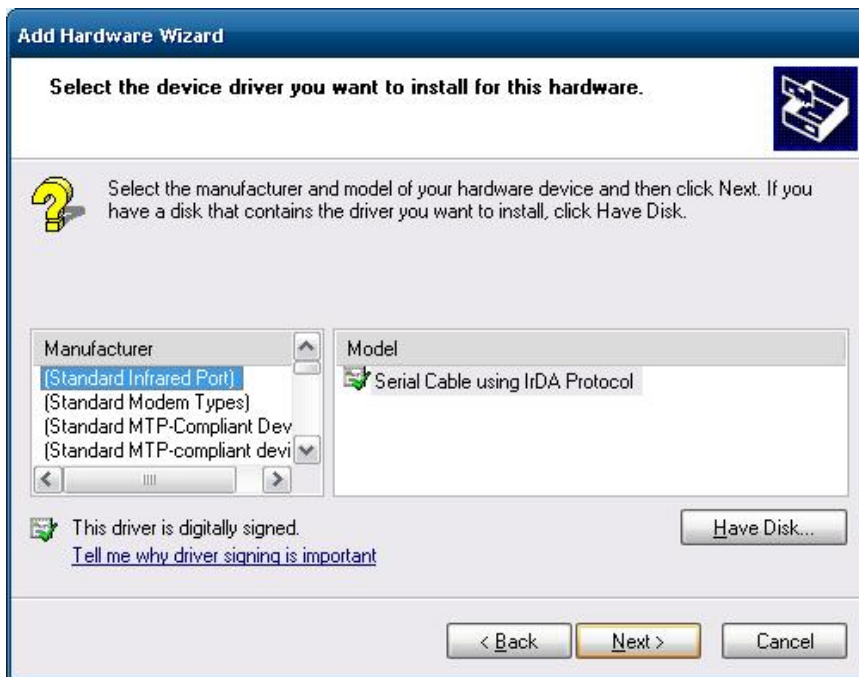 Add Hardware Wizard
Select the device driver you want to install for this hardware.
Select the manufacturer and model of your hardware device and then click Next. If you
have a disk that contains the driver you want to install, click Have Disk.
Manufacturer
(Standard Infrared Port)
(Standard Modem Types)
(Standard MTP-Compliant Dev
(Standard MTP-compliant devi
Model
Serial Cable using IrDA Protocol
This driver is digitally signed.
Tell me why driver signing is important
Have Disk...
< Back
Next >
Cancel